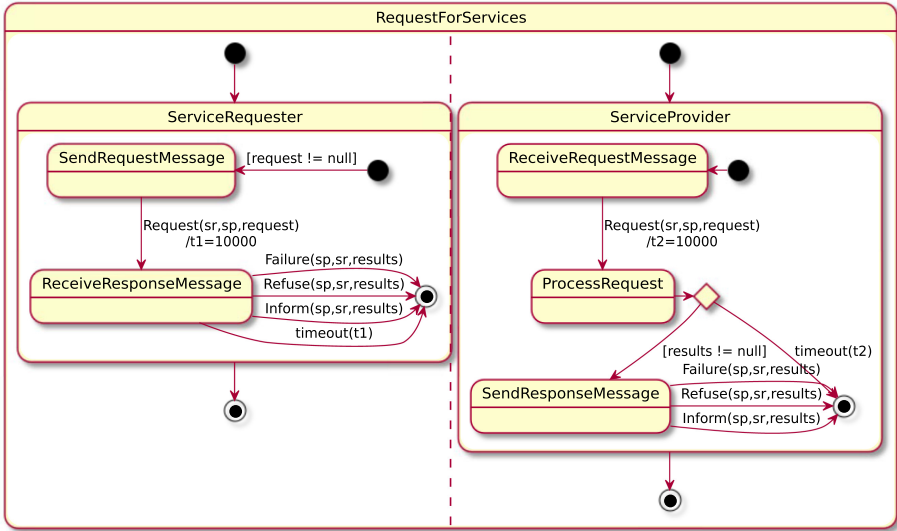 RequestForServices
ServiceRequester
SendRequestMessage
[request != null]
Request(sr,sp,request)
/t1=10000
ReceiveResponseMessage
Failure(sp,sr,results)
Refuse(sp,sr,results)
Inform(sp,sr,results)
timeout(t1)
ServiceProvider
ReceiveRequestMessage
Request(sr,sp,request)
/t2=10000
ProcessRequest
[results != null]
timeout(t2)
SendResponseMessage
Failure(sp,sr,results)
Refuse(sp,sr,results)
Inform(sp,sr,results)